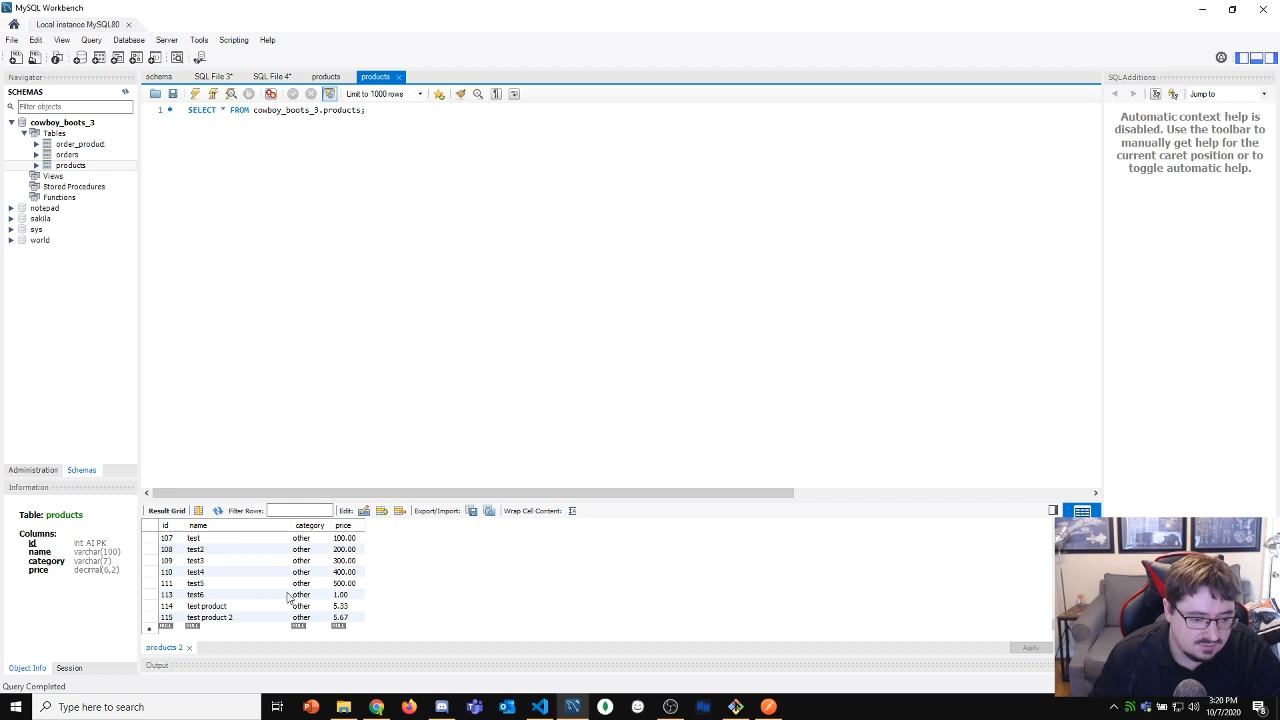 MySQL Workbench
Local instance MySQL80
File Edit View Query Database Server Tools Scripting Help
Navigator
SCHEMAS
Filter objects
cowboy_boots_3
Tables
order_product
orders
products
Views
Stored Procedures
Functions
notepad
sakila
sys
world
Administration Schemas
Information
Table: products
Columns:
id int AI PK
name varchar(100)
category varchar(7)
price decimal(6,2)
Object Info Session
Query Completed
schema SQL File 3* SQL File 4* products products
Limit to 1000 rows
1 SELECT * FROM cowboy_boots_3.products;
Result Grid Filter Rows: Edit: Export/Import: Wrap Cell Content:
id name category price
107 test other 100.00
108 test2 other 200.00
109 test3 other 300.00
110 test4 other 400.00
111 test5 other 500.00
113 test6 other 1.00
114 test product other 5.33
115 test product 2 other 5.67
* NULL NULL NULL NULL
products 2
Apply
Output
SQLAdditions
Jump to
Automatic context help is
disabled. Use the toolbar to
manually get help for the
current caret position or to
toggle automatic help.
Type here to search
3:20 PM
10/7/2020